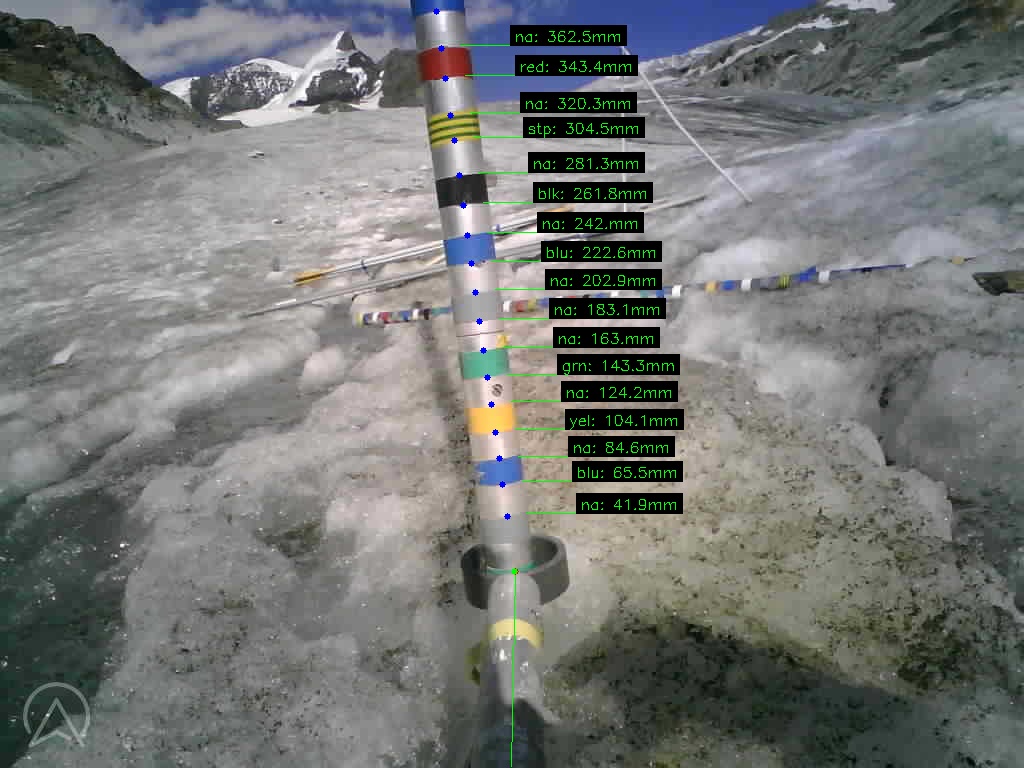 na: 362.5mm
red: 343.4mm
na: 320.3mm
stp: 304.5mm
na: 281.3mm
blk: 261.8mm
na: 242.mm
blu: 222.6mm
na: 202.9mm
na: 183.1mm
na: 163.mm
grn: 143.3mm
na: 124.2mm
yel: 104.1mm
na: 84.6mm
blu: 65.5mm
na: 41.9mm